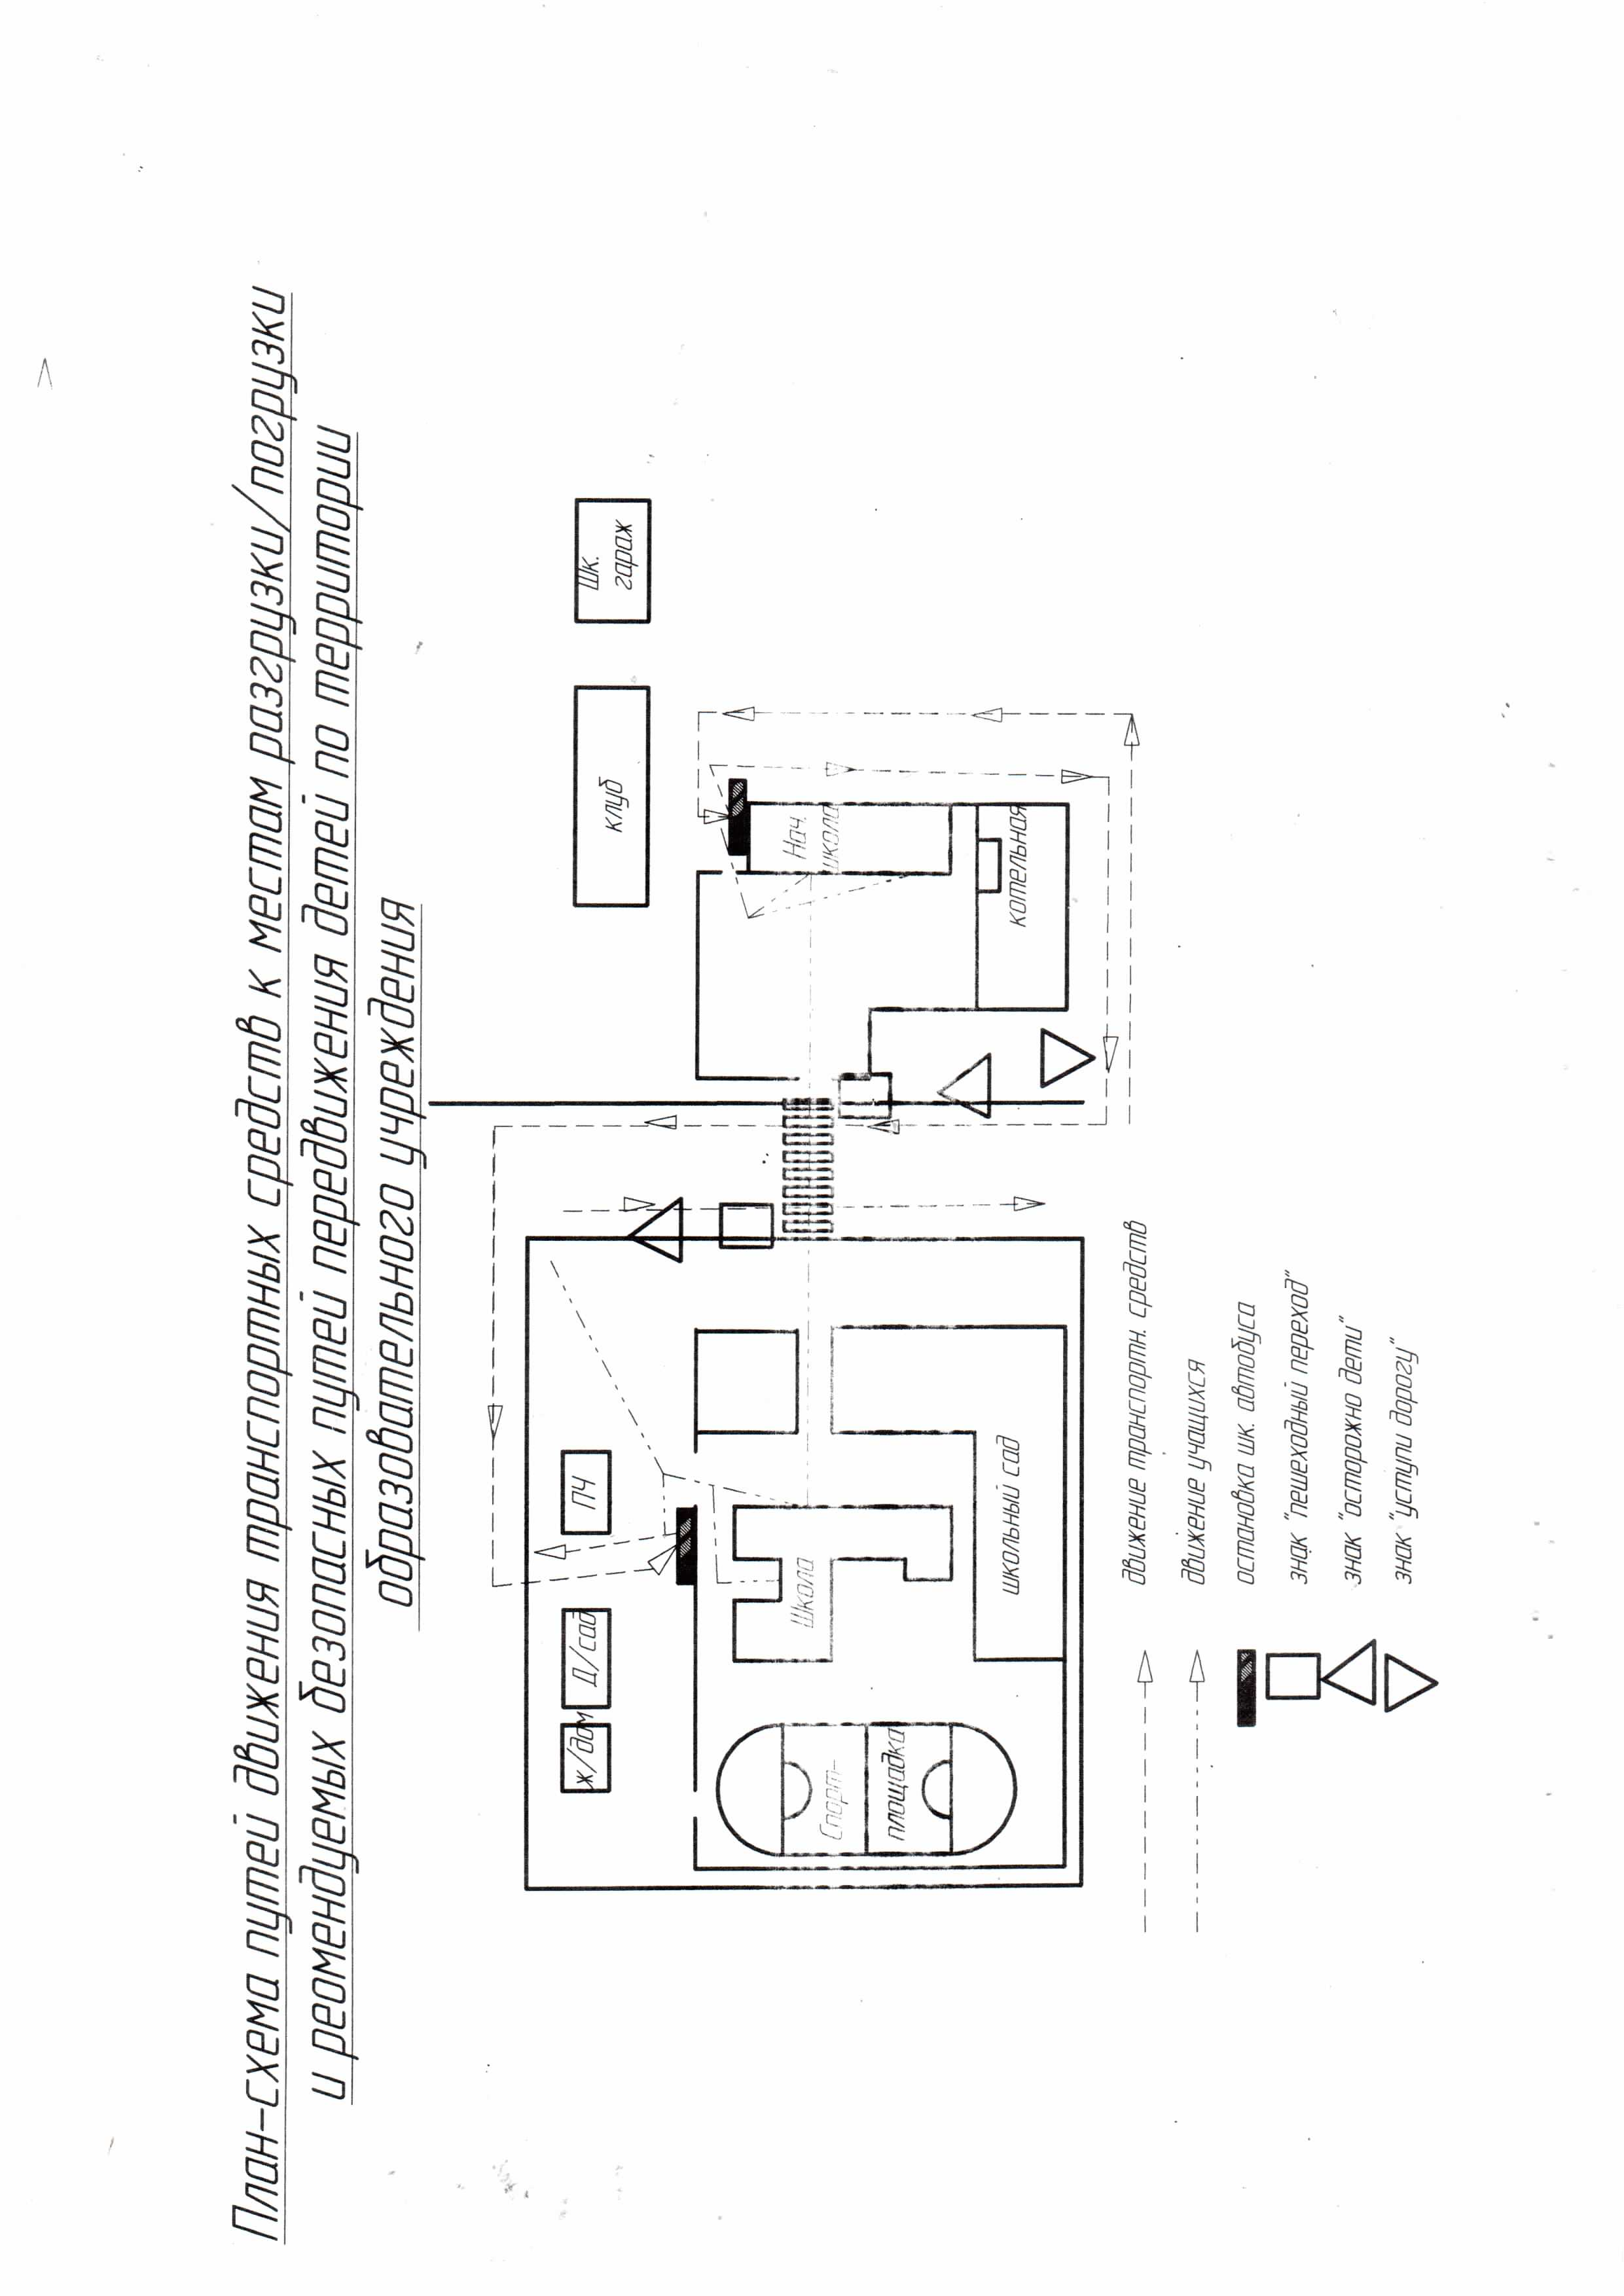 План-схема путей движения транспортных средств к местам разгрузки/погрузки
и реомендуемых безопасных путей передвижения детей по территории
образовательного учреждения
Шк.
гараж
клуб
ПЧ
Д/сад
ж/дом
Нач.
школа
котельная
Школа
школьный сад
Спорт-
площадка
движение транспортн. средств
движение учащихся
остановка шк. автобуса
знак "пешеходный переход"
знак "осторожно дети"
знак "уступи дорогу"